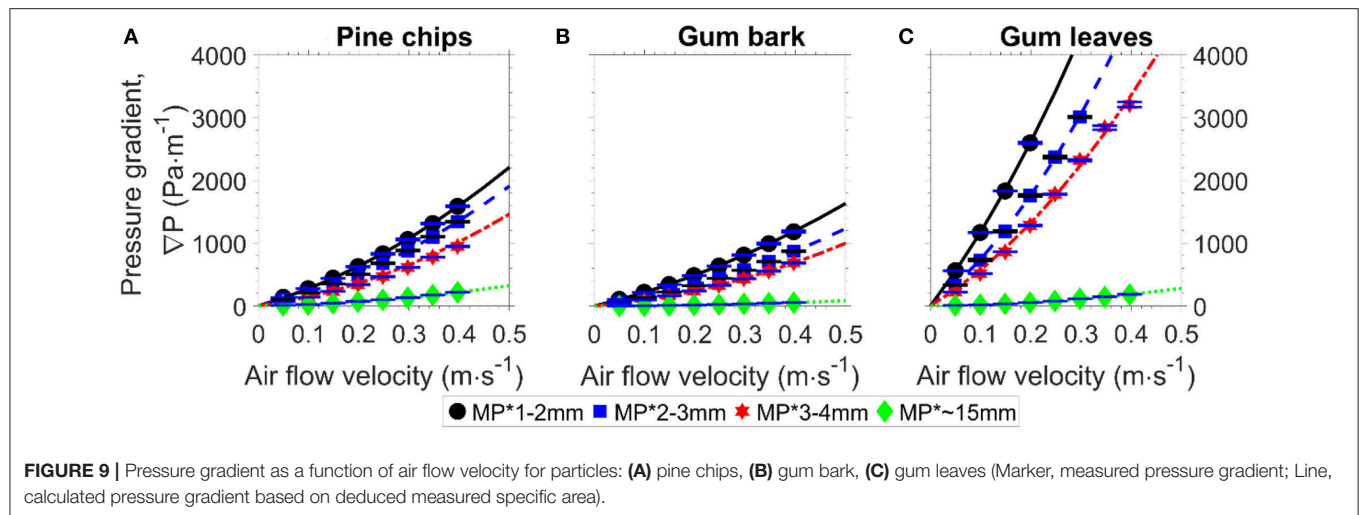 A Pine chips B Gum bark C Gum leaves
Pressure gradient,
∇P (Pa·m⁻¹)
4000
3000
2000
1000
0
0 0.1 0.2 0.3 0.4 0.5
0 0.1 0.2 0.3 0.4 0.5
0 0.1 0.2 0.3 0.4 0.5
4000
3000
2000
1000
0
Air flow velocity (m·s⁻¹) Air flow velocity (m·s⁻¹) Air flow velocity (m·s⁻¹)
MP*1-2mm MP*2-3mm MP*3-4mm MP*~15mm
FIGURE 9 | Pressure gradient as a function of air flow velocity for particles: (A) pine chips, (B) gum bark, (C) gum leaves (Marker, measured pressure gradient; Line,
calculated pressure gradient based on deduced measured specific area).